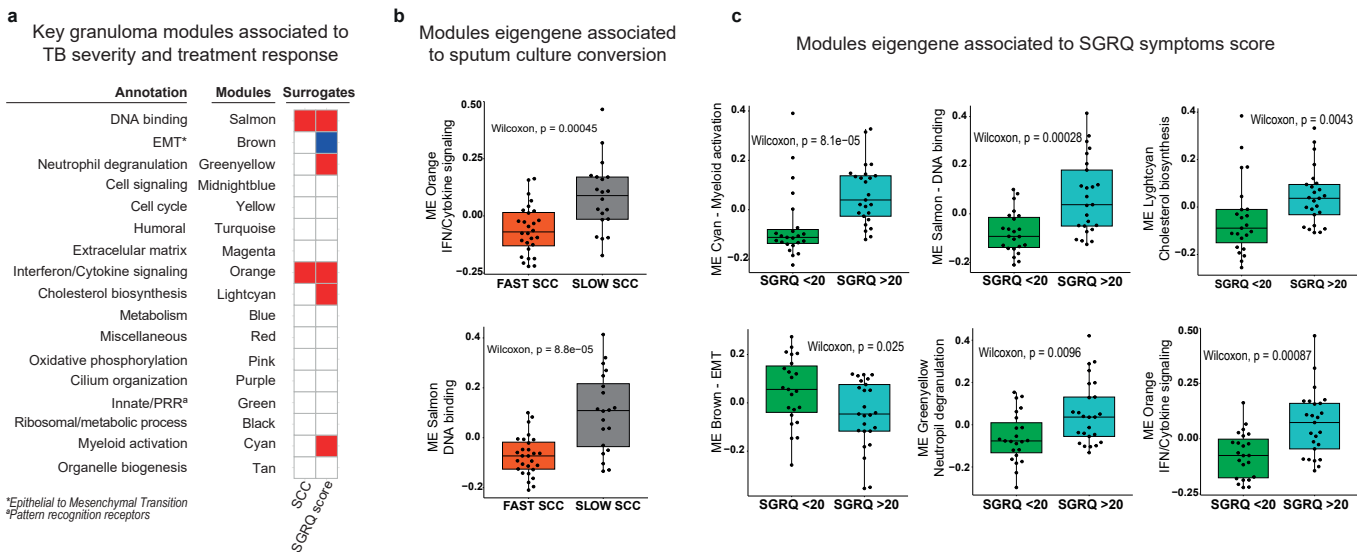 a
Key granuloma modules associated to
TB severity and treatment response
Annotation Modules Surrogates
DNA binding Salmon
EMT* Brown
Neutrophil degranulation Greenyellow
Cell signaling Midnightblue
Cell cycle Yellow
Humoral Turquoise
Extracelular matrix Magenta
Interferon/Cytokine signaling Orange
Cholesterol biosynthesis Lightcyan
Metabolism Blue
Miscellaneous Red
Oxidative phosphorylation Pink
Cilium organization Purple
Innate/PRRª Green
Ribosomal/metabolic process Black
Myeloid activation Cyan
Organelle biogenesis Tan
SCC
SGRQ score
*Epithelial to Mesenchymal Transition
ªPattern recognition receptors
b
Modules eigengene associated
to sputum culture conversion
ME Orange
IFN/Cytokine signaling
0.50
0.25
0.00
−0.25
Wilcoxon, p = 0.00045
FAST SCC SLOW SCC
ME Salmon
DNA binding
0.4
0.2
0.0
−0.2
Wilcoxon, p = 8.8e−05
FAST SCC SLOW SCC
c
Modules eigengene associated to SGRQ symptoms score
ME Cyan - Myeloid activation
0.4
0.2
0.0
−0.2
Wilcoxon, p = 8.1e−05
SGRQ <20 SGRQ >20
ME Salmon - DNA binding
0.4
0.2
0.0
−0.2
Wilcoxon, p = 0.00028
SGRQ <20 SGRQ >20
ME Lyghtcyan
Cholesterol biosynthesis
0.4
0.2
0.0
−0.2
Wilcoxon, p = 0.0043
SGRQ <20 SGRQ >20
ME Brown - EMT
0.2
0.0
−0.2
Wilcoxon, p = 0.025
SGRQ <20 SGRQ >20
ME Greenyellow
Neutropil degranulation
0.4
0.2
0.0
−0.2
Wilcoxon, p = 0.0096
SGRQ <20 SGRQ >20
ME Orange
IFN/Cytokine signaling
0.50
0.25
0.00
−0.25
Wilcoxon, p = 0.00087
SGRQ <20 SGRQ >20